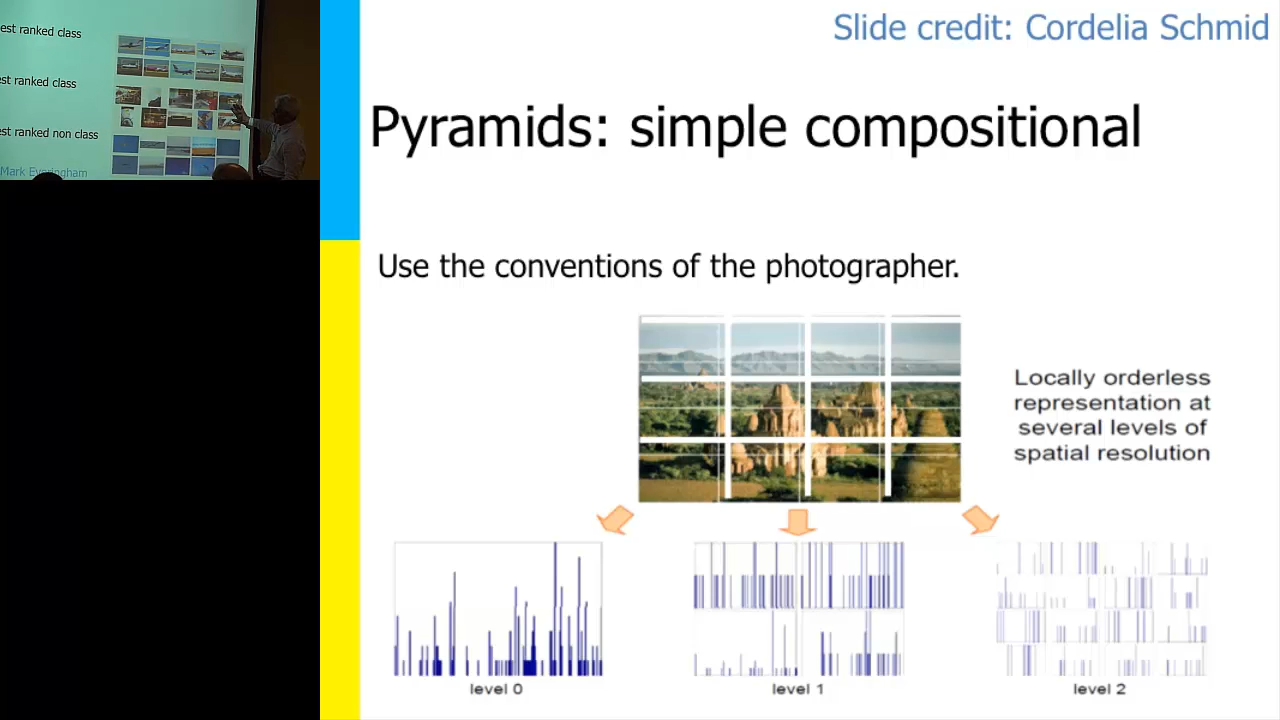 est ranked class
est ranked class
est ranked non class
Mark Everingham
Slide credit: Cordelia Schmid
Pyramids: simple compositional
Use the conventions of the photographer.
Locally orderless
representation at
several levels of
spatial resolution
level 0
level 1
level 2